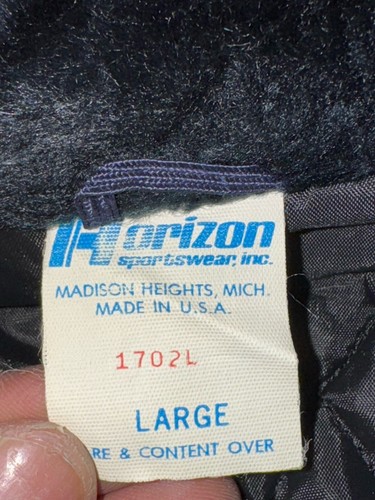 Horizon
sportswear, inc.
MADISON HEIGHTS, MICH.
MADE IN U.S.A.
1702L
LARGE
RE & CONTENT OVER